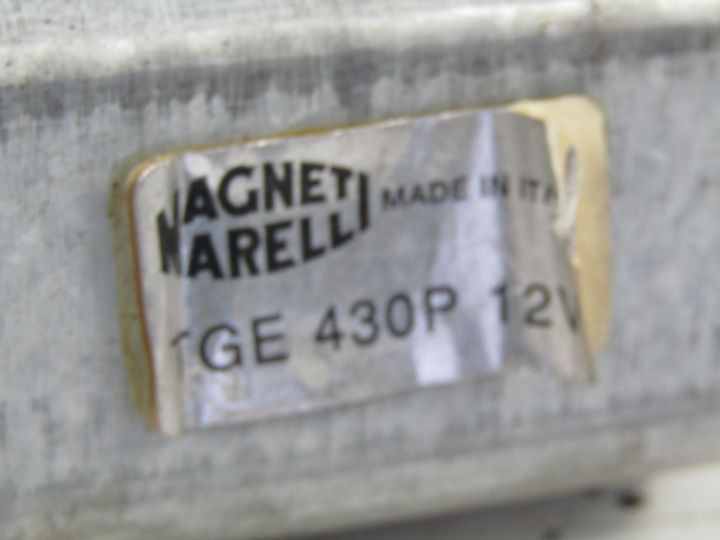 MAGNETI
MARELLI
MADE IN ITA
TGE 430P 12V